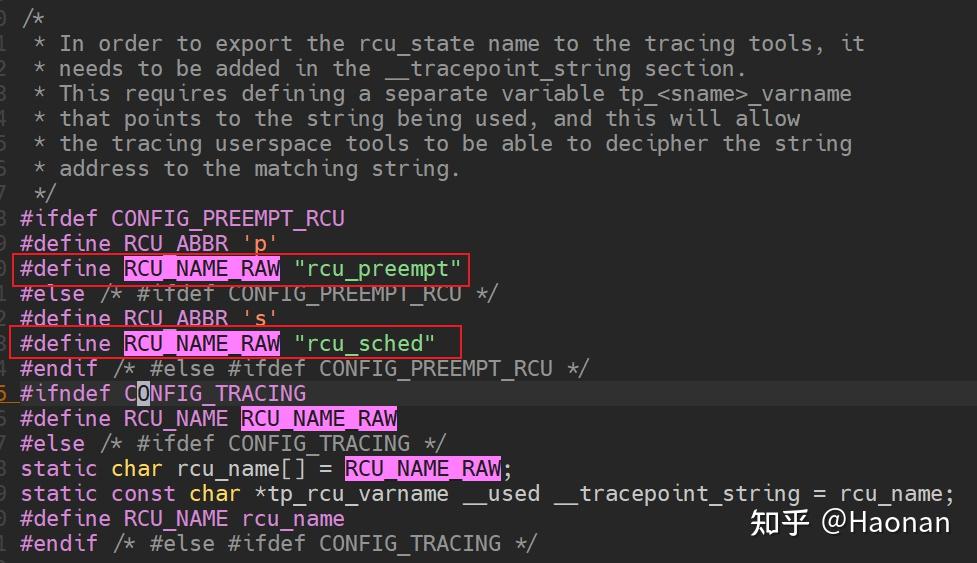 /*
 * In order to export the rcu_state name to the tracing tools, it
 * needs to be added in the __tracepoint_string section.
 * This requires defining a separate variable tp_<sname>_varname
 * that points to the string being used, and this will allow
 * the tracing userspace tools to be able to decipher the string
 * address to the matching string.
 */
#ifdef CONFIG_PREEMPT_RCU
#define RCU_ABBR 'p'
#define RCU_NAME_RAW "rcu_preempt"
#else /* #ifdef CONFIG_PREEMPT_RCU */
#define RCU_ABBR 's'
#define RCU_NAME_RAW "rcu_sched"
#endif /* #else #ifdef CONFIG_PREEMPT_RCU */
#ifndef CONFIG_TRACING
#define RCU_NAME RCU_NAME_RAW
#else /* #ifdef CONFIG_TRACING */
static char rcu_name[] = RCU_NAME_RAW;
static const char *tp_rcu_varname __used __tracepoint_string = rcu_name;
#define RCU_NAME rcu_name
#endif /* #else #ifdef CONFIG_TRACING */
知乎 @Haonan